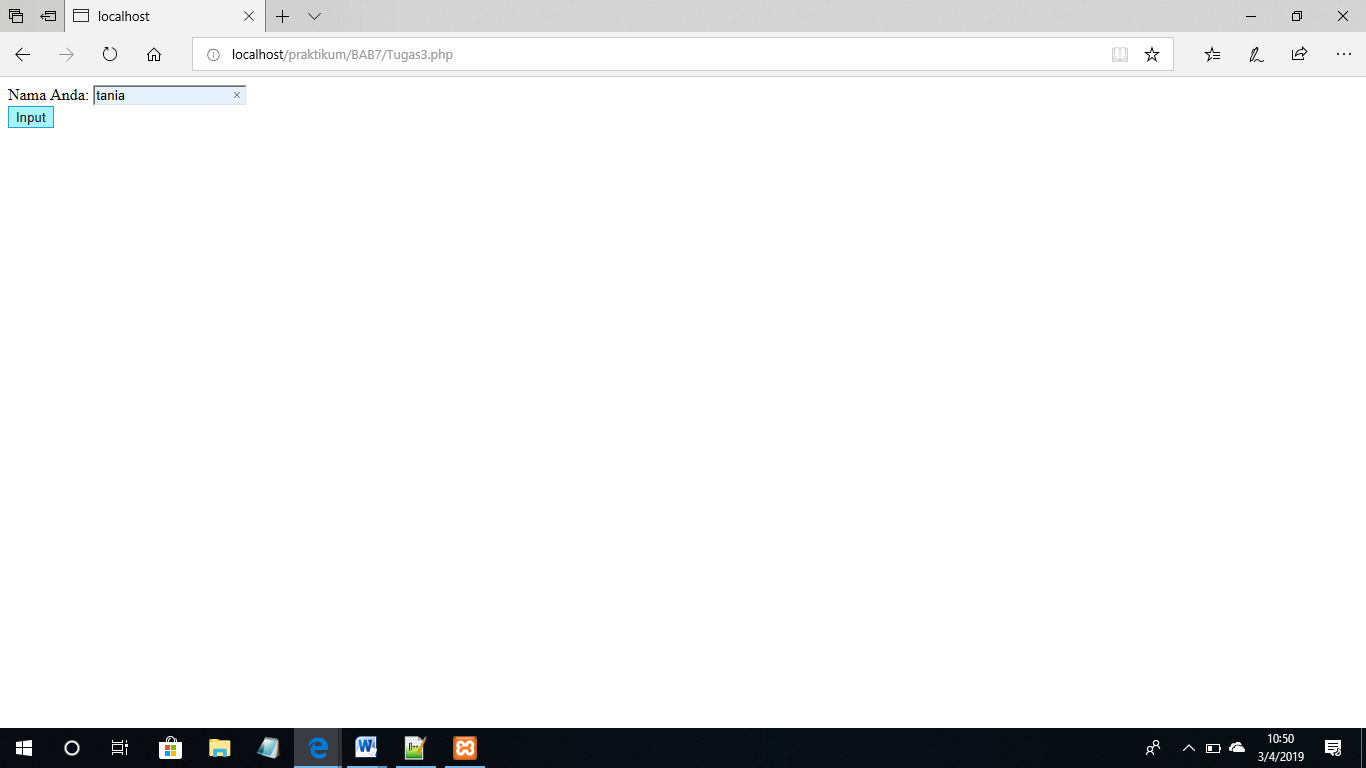 localhost
localhost/praktikum/BAB7/Tugas3.php
Nama Anda: tania
Input
10:50
3/4/2019